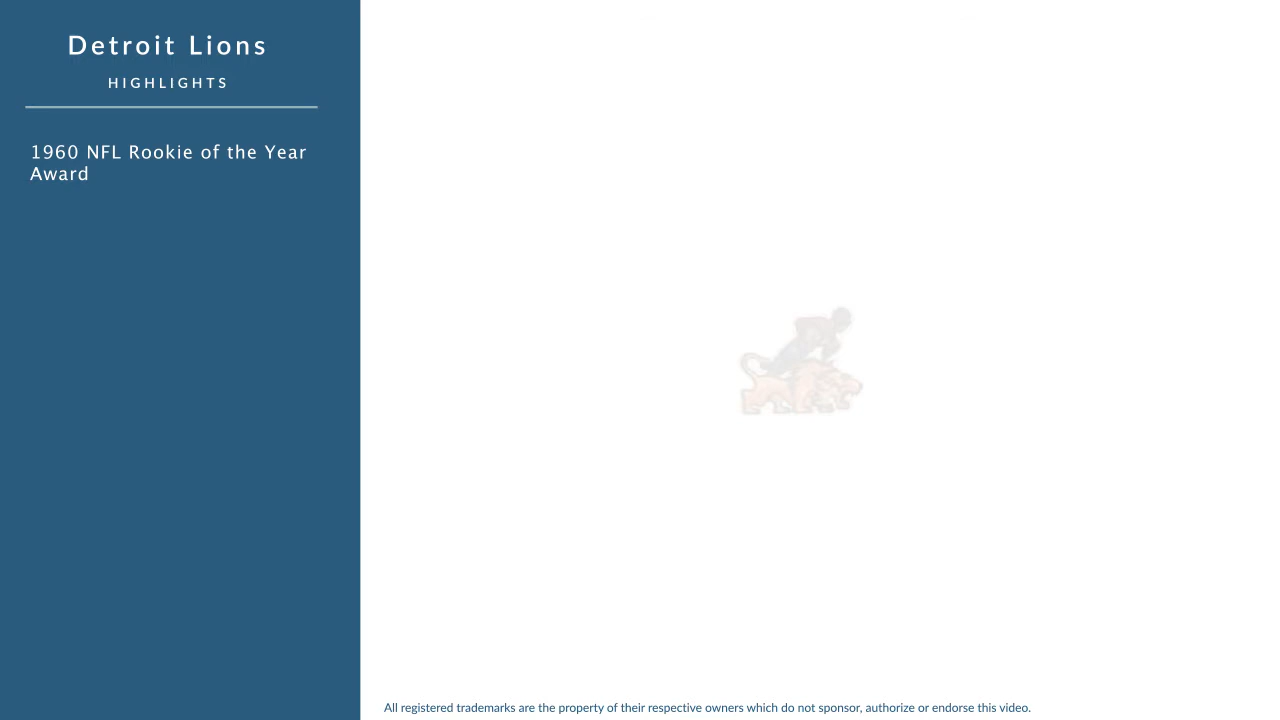 Detroit Lions
HIGHLIGHTS
1960 NFL Rookie of the Year
Award
All registered trademarks are the property of their respective owners which do not sponsor, authorize or endorse this video.